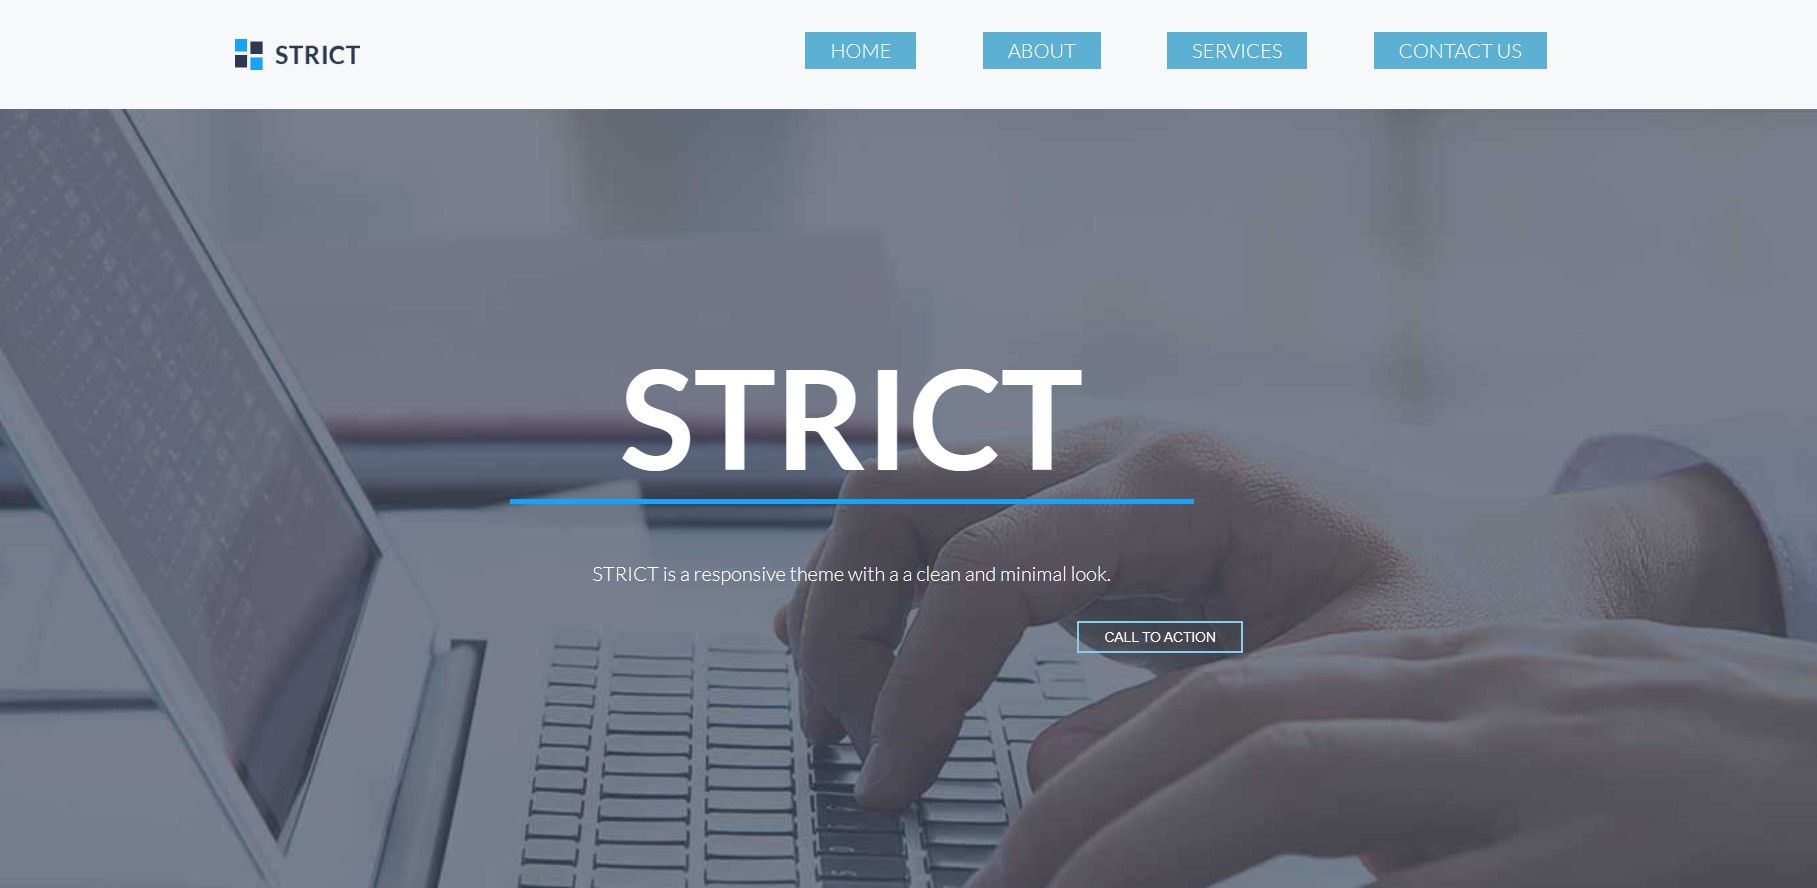 STRICT
HOME
ABOUT
SERVICES
CONTACT US
STRICT
STRICT is a responsive theme with a a clean and minimal look.
CALL TO ACTION